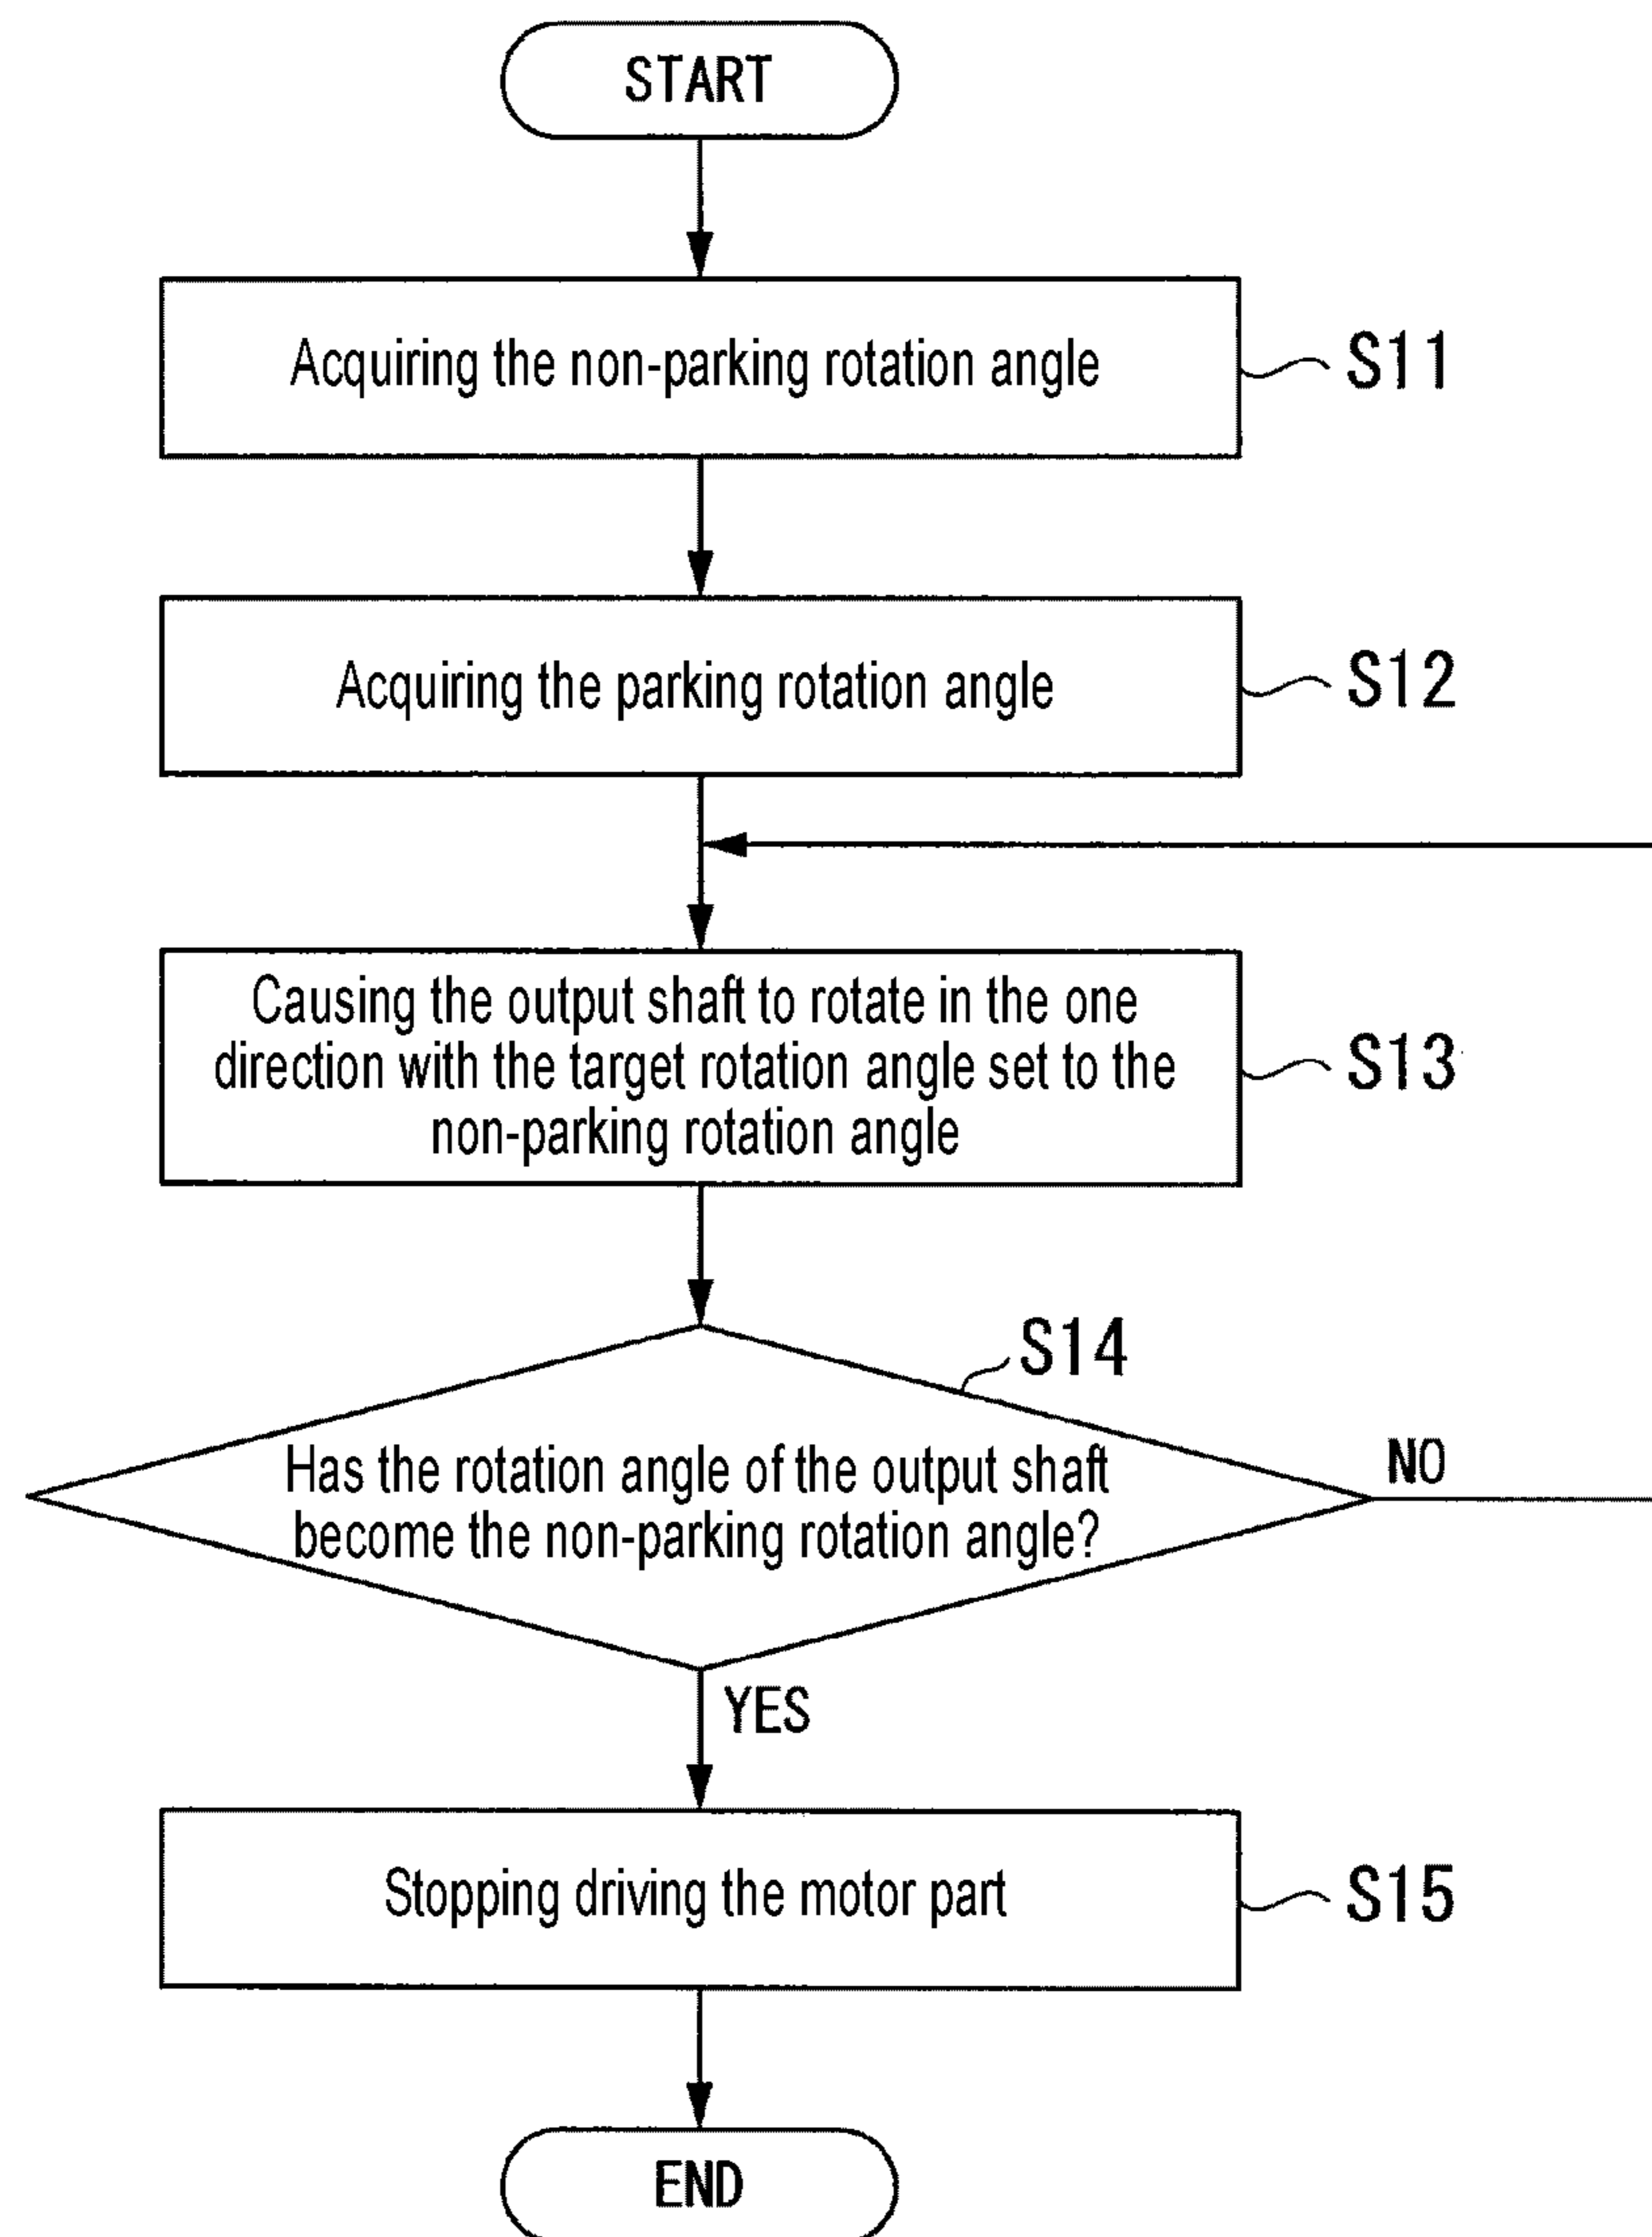 START
Acquiring the non-parking rotation angle
S11
Acquiring the parking rotation angle
S12
Causing the output shaft to rotate in the one
direction with the target rotation angle set to the
non-parking rotation angle
S13
S14
Has the rotation angle of the output shaft
become the non-parking rotation angle?
NO
YES
Stopping driving the motor part
S15
END